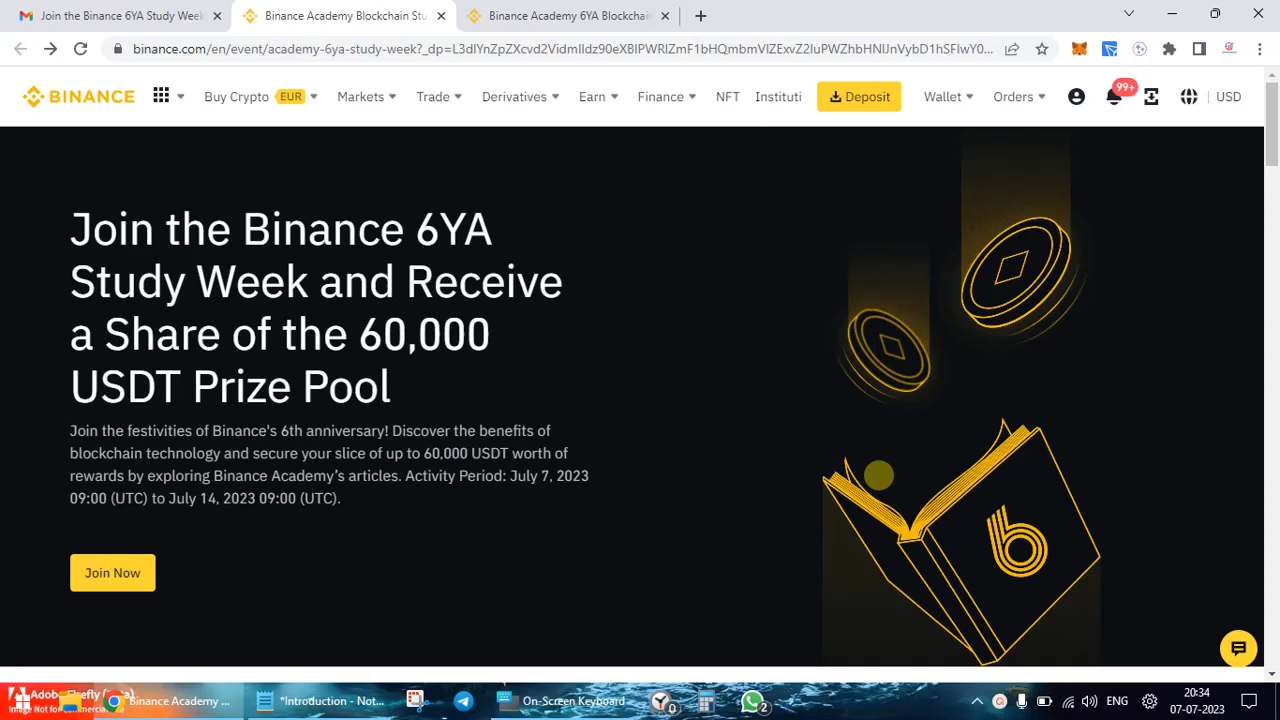 Join the Binance 6YA Study Week
Binance Academy Blockchain Stu
Binance Academy 6YA Blockchain
binance.com/en/event/academy-6ya-study-week?_dp=
BINANCE
Buy Crypto EUR
Markets
Trade
Derivatives
Earn
Finance
NFT
Instituti
Deposit
Wallet
Orders
99+
USD
Join the Binance 6YA
Study Week and Receive
a Share of the 60,000
USDT Prize Pool
Join the festivities of Binance's 6th anniversary! Discover the benefits of
blockchain technology and secure your slice of up to 60,000 USDT worth of
rewards by exploring Binance Academy’s articles. Activity Period: July 7, 2023
09:00 (UTC) to July 14, 2023 09:00 (UTC).
Join Now
6
Binance Academy ...
*Introduction - Not...
On-Screen Keyboard
0
2
ENG
20:34
07-07-2023